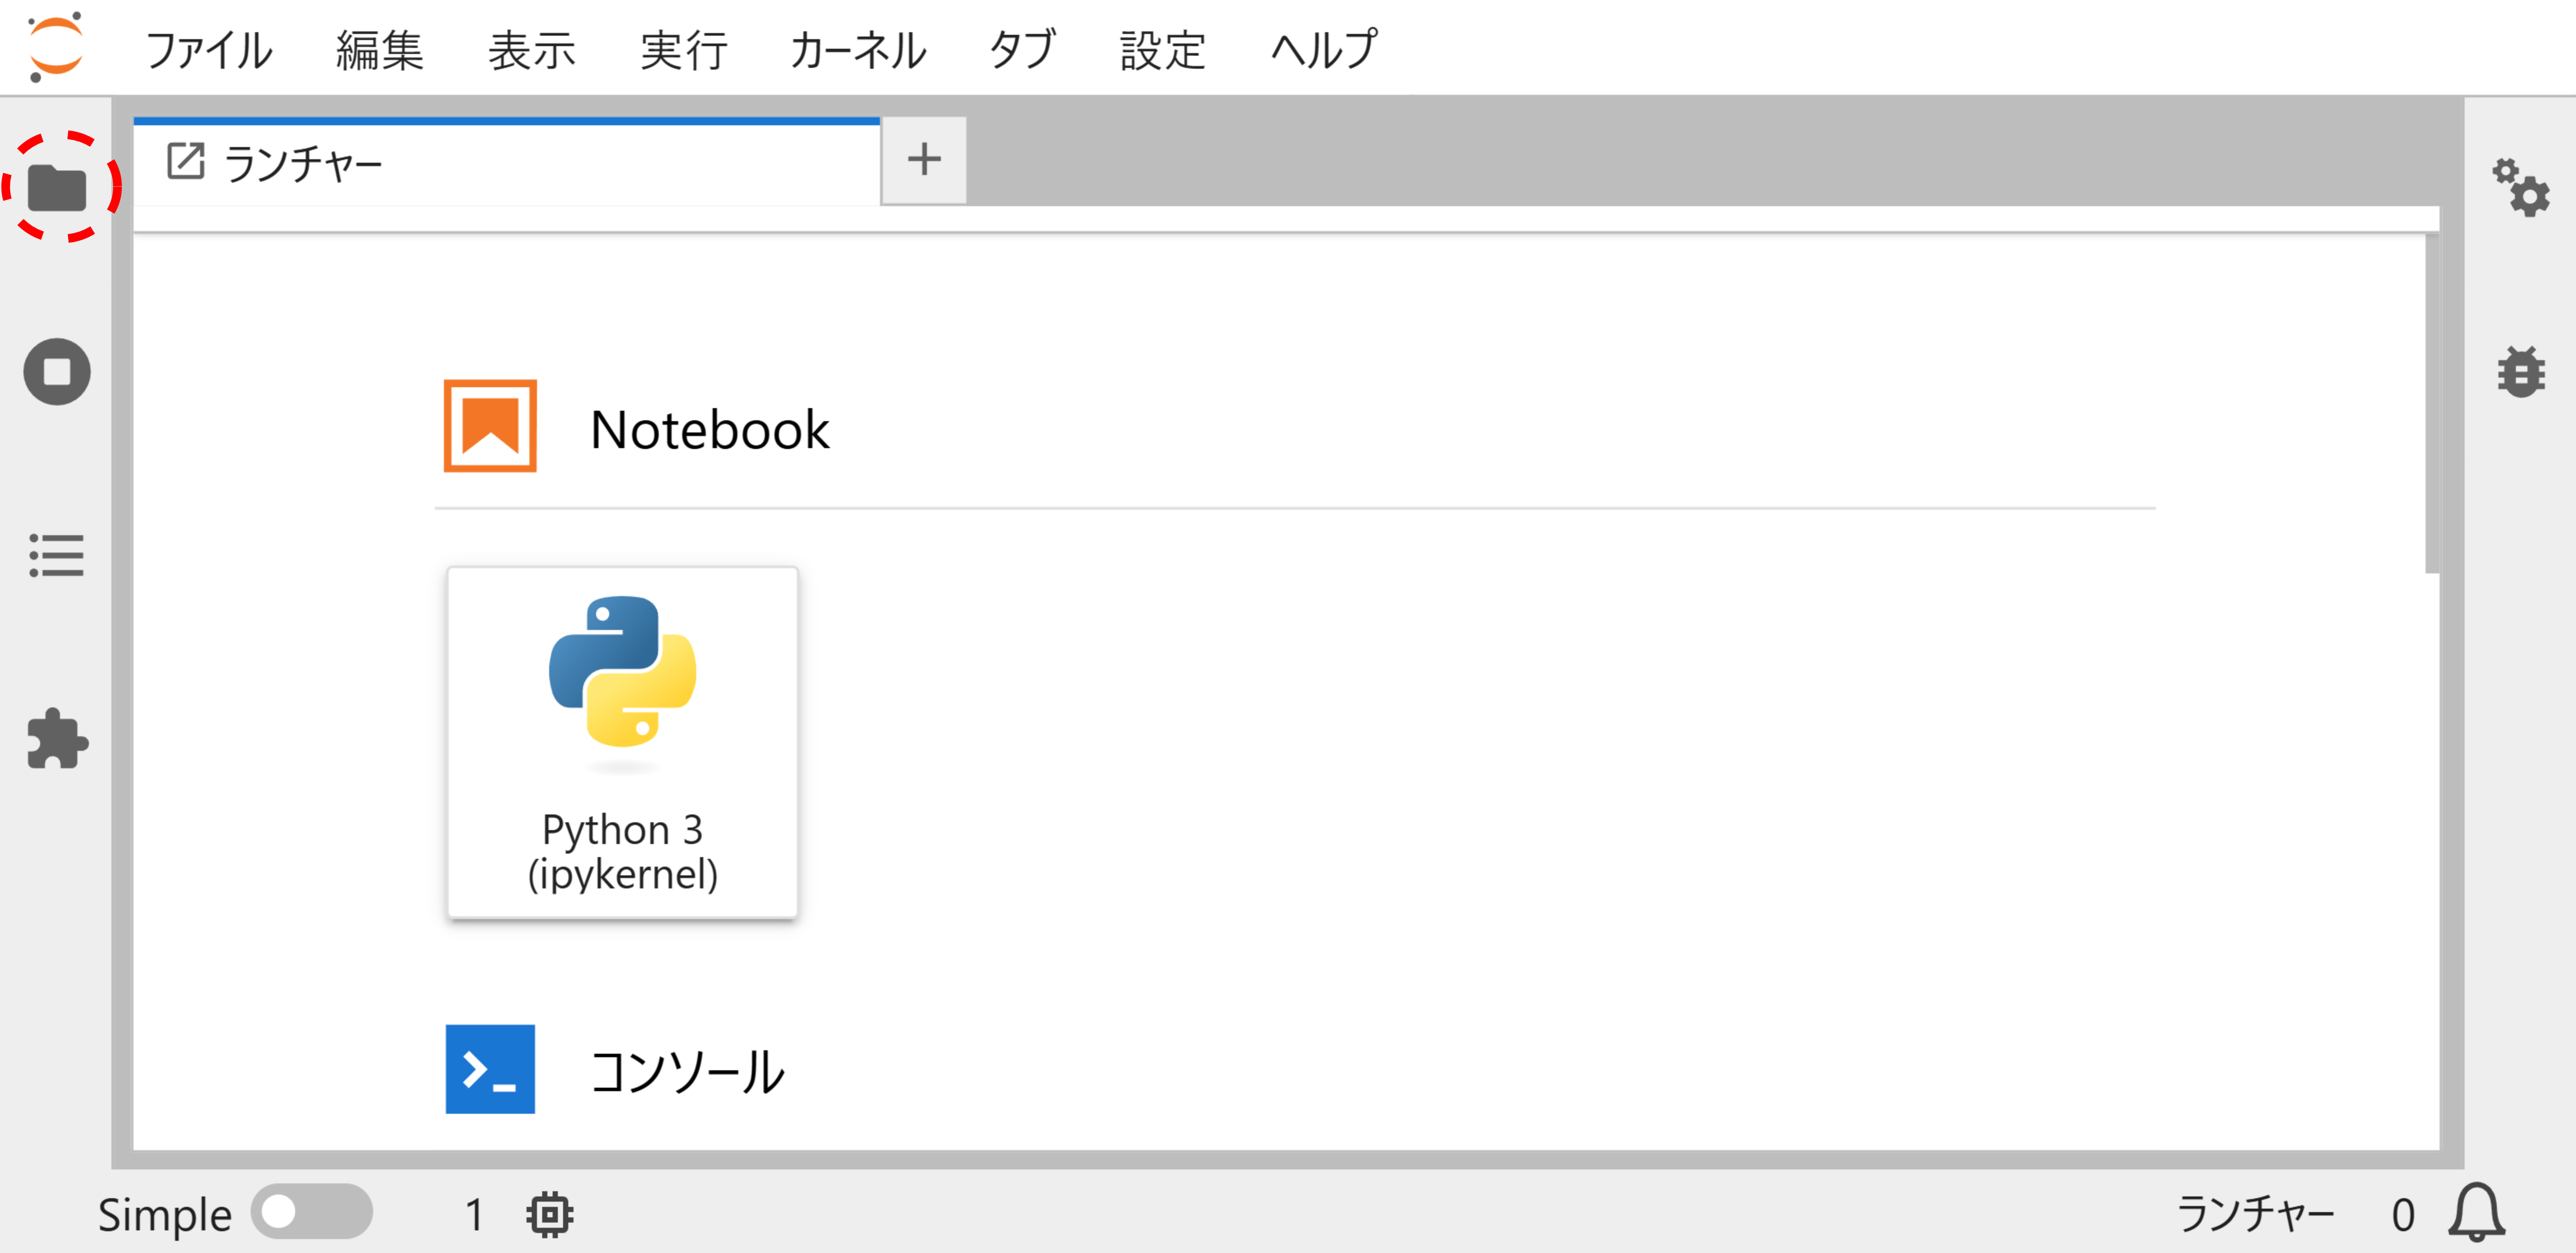 ファイル 編集 表示 実行 カーネル タブ 設定 ヘルプ
ランチャー
Notebook
Python 3
(ipykernel)
コンソール
Simple 1 ランチャー 0